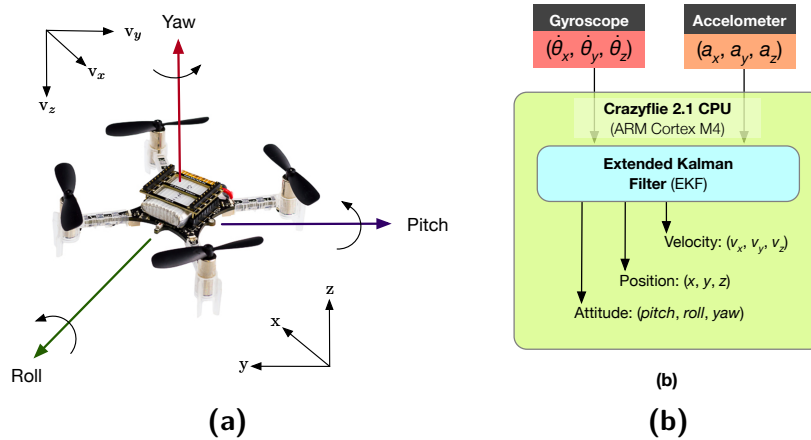 Yaw
v_y
v_x
v_z
Pitch
Roll
z
x
y
(a)
Gyroscope
(θ̇_x, θ̇_y, θ̇_z)
Accelometer
(a_x, a_y, a_z)
Crazyflie 2.1 CPU
(ARM Cortex M4)
Extended Kalman
Filter (EKF)
Velocity: (v_x, v_y, v_z)
Position: (x, y, z)
Attitude: (pitch, roll, yaw)
(b)
(b)